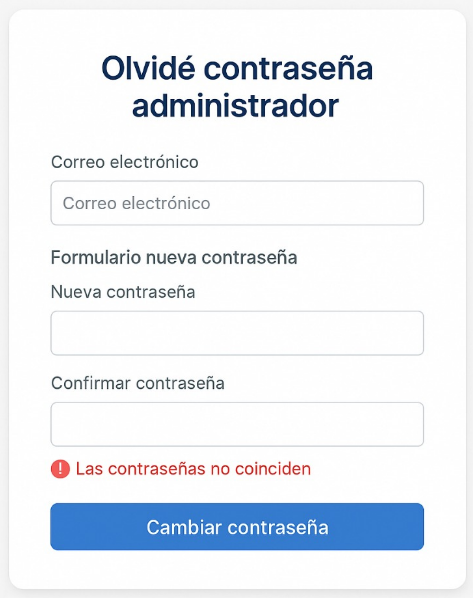 Olvidé contraseña
administrador
Correo electrónico
Correo electrónico
Formulario nueva contraseña
Nueva contraseña
Confirmar contraseña
! Las contraseñas no coinciden
Cambiar contraseña